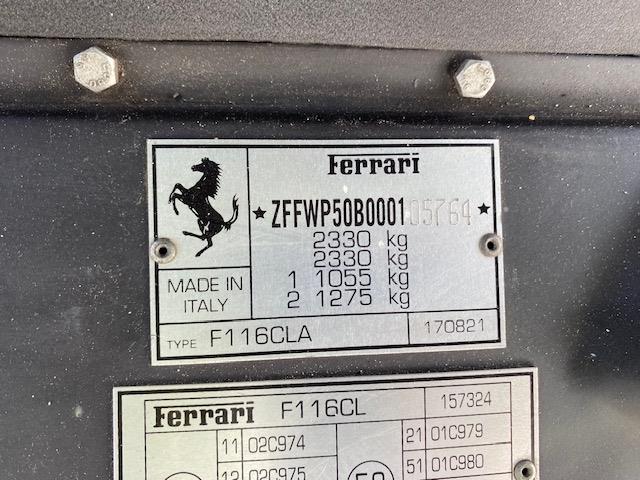 Ferrari
★ ZFFWP50B000105764 ★
2330 kg
2330 kg
1 1055 kg
2 1275 kg
MADE IN
ITALY
TYPE F116CLA 170821
Ferrari F116CL 157324
11 02C974 21 01C979
02C975 51 01C980